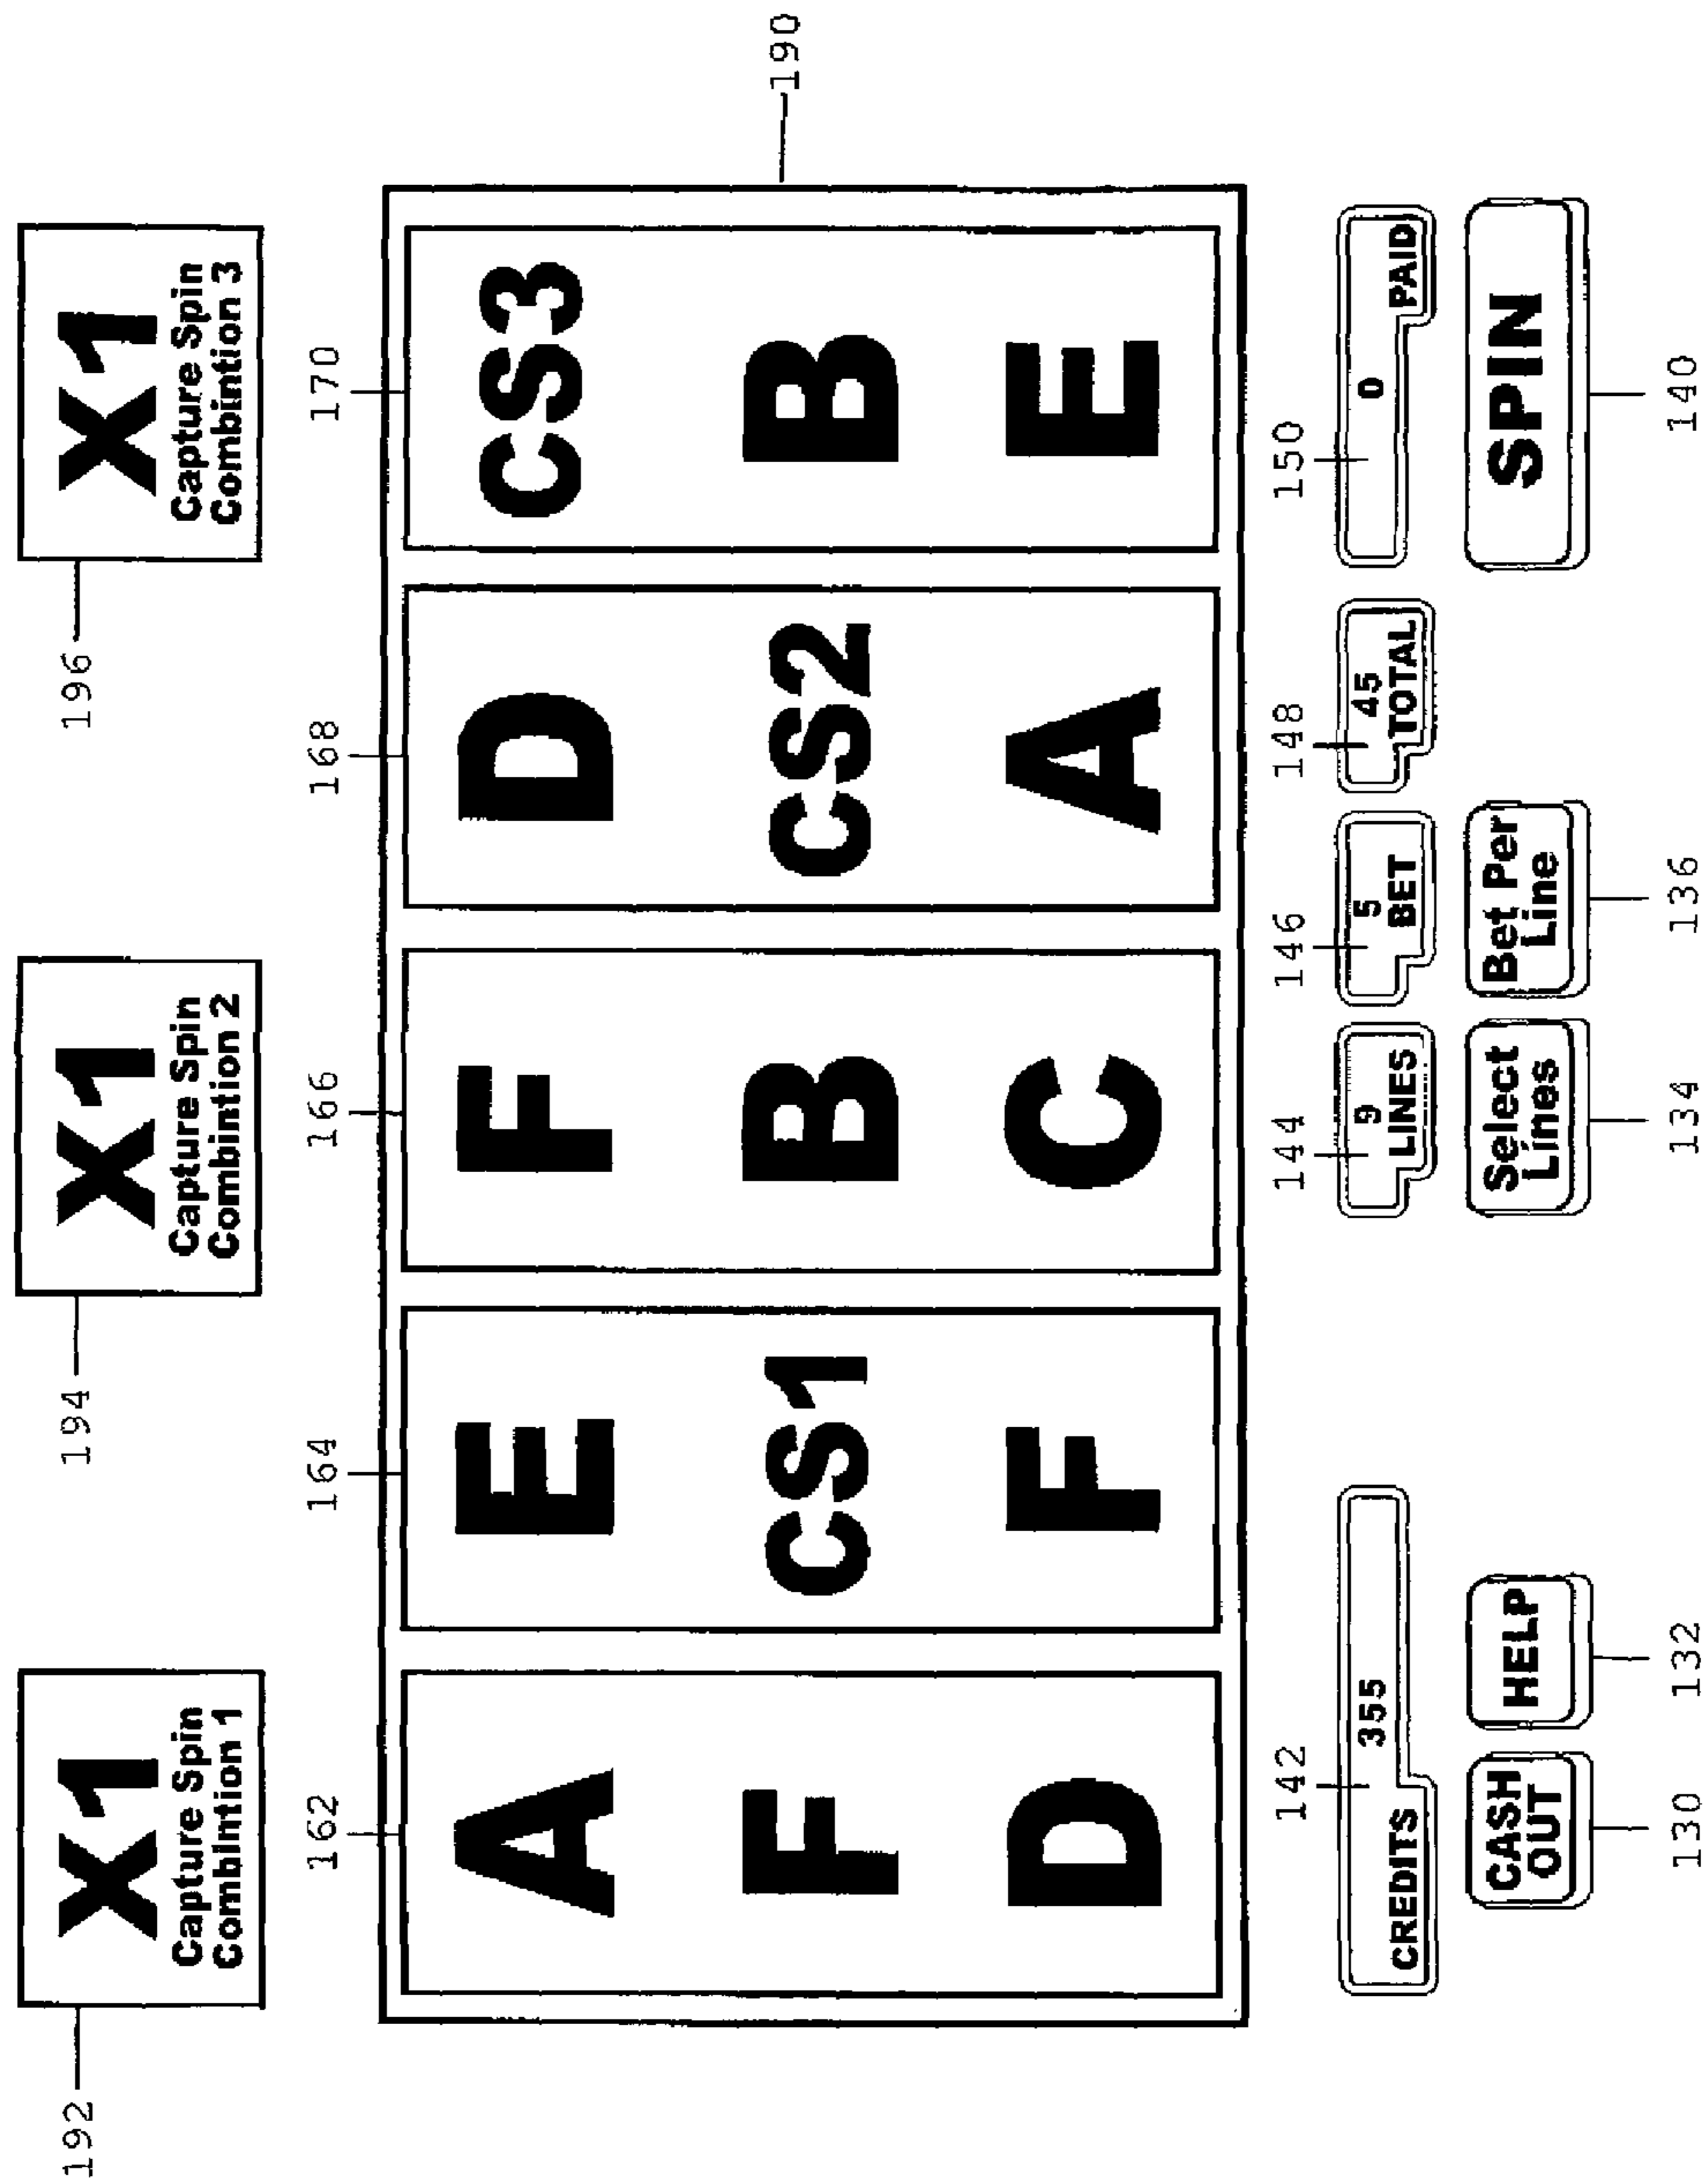 192
X1
Capture Spin
Combintion 1
194
X1
Capture Spin
Combintion 2
196
X1
Capture Spin
Combintion 3
162
164
166
168
170
A E F D CS3
F CS1 B CS2 B
D F C A E
190
142
144
146
148
150
CREDITS 355
9
LINES
5
BET
45
TOTAL
0
PAID
CASH
OUT
HELP
Select
Lines
Bet Per
Line
SPIN
130
132
134
136
140